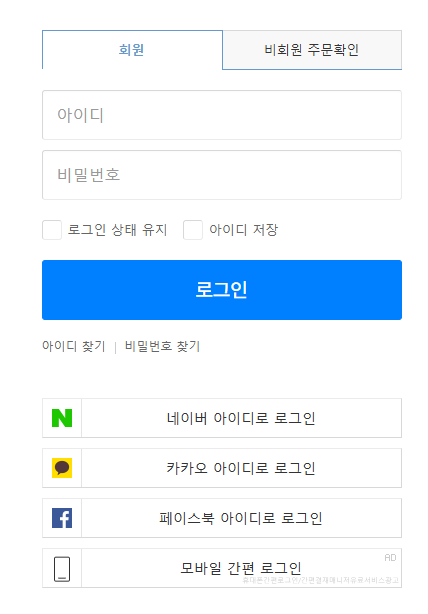 회원 비회원 주문확인
아이디
비밀번호
로그인 상태 유지 아이디 저장
로그인
아이디 찾기 | 비밀번호 찾기
네이버 아이디로 로그인
카카오 아이디로 로그인
페이스북 아이디로 로그인
AD
모바일 간편 로그인